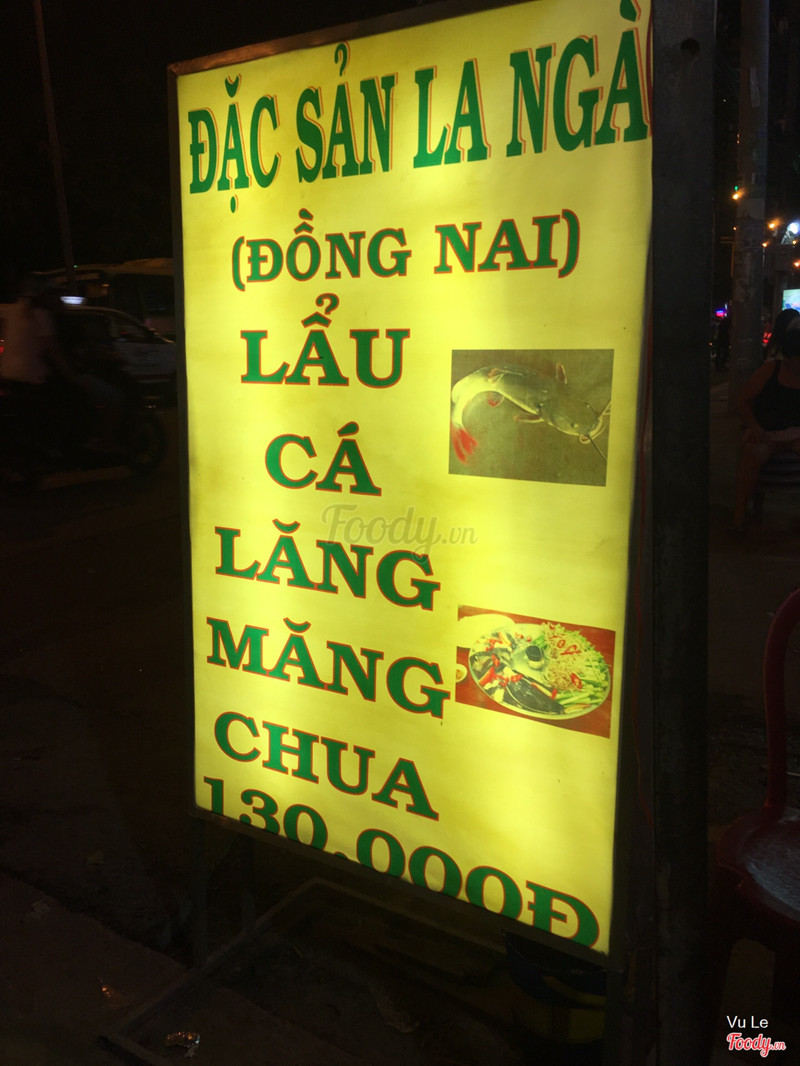 ĐẶC SẢN LA NGÀ
(ĐỒNG NAI)
LẨU
CÁ
LĂNG
MĂNG
CHUA
130.000Đ
Foody.vn
Vu Le
Foody.vn